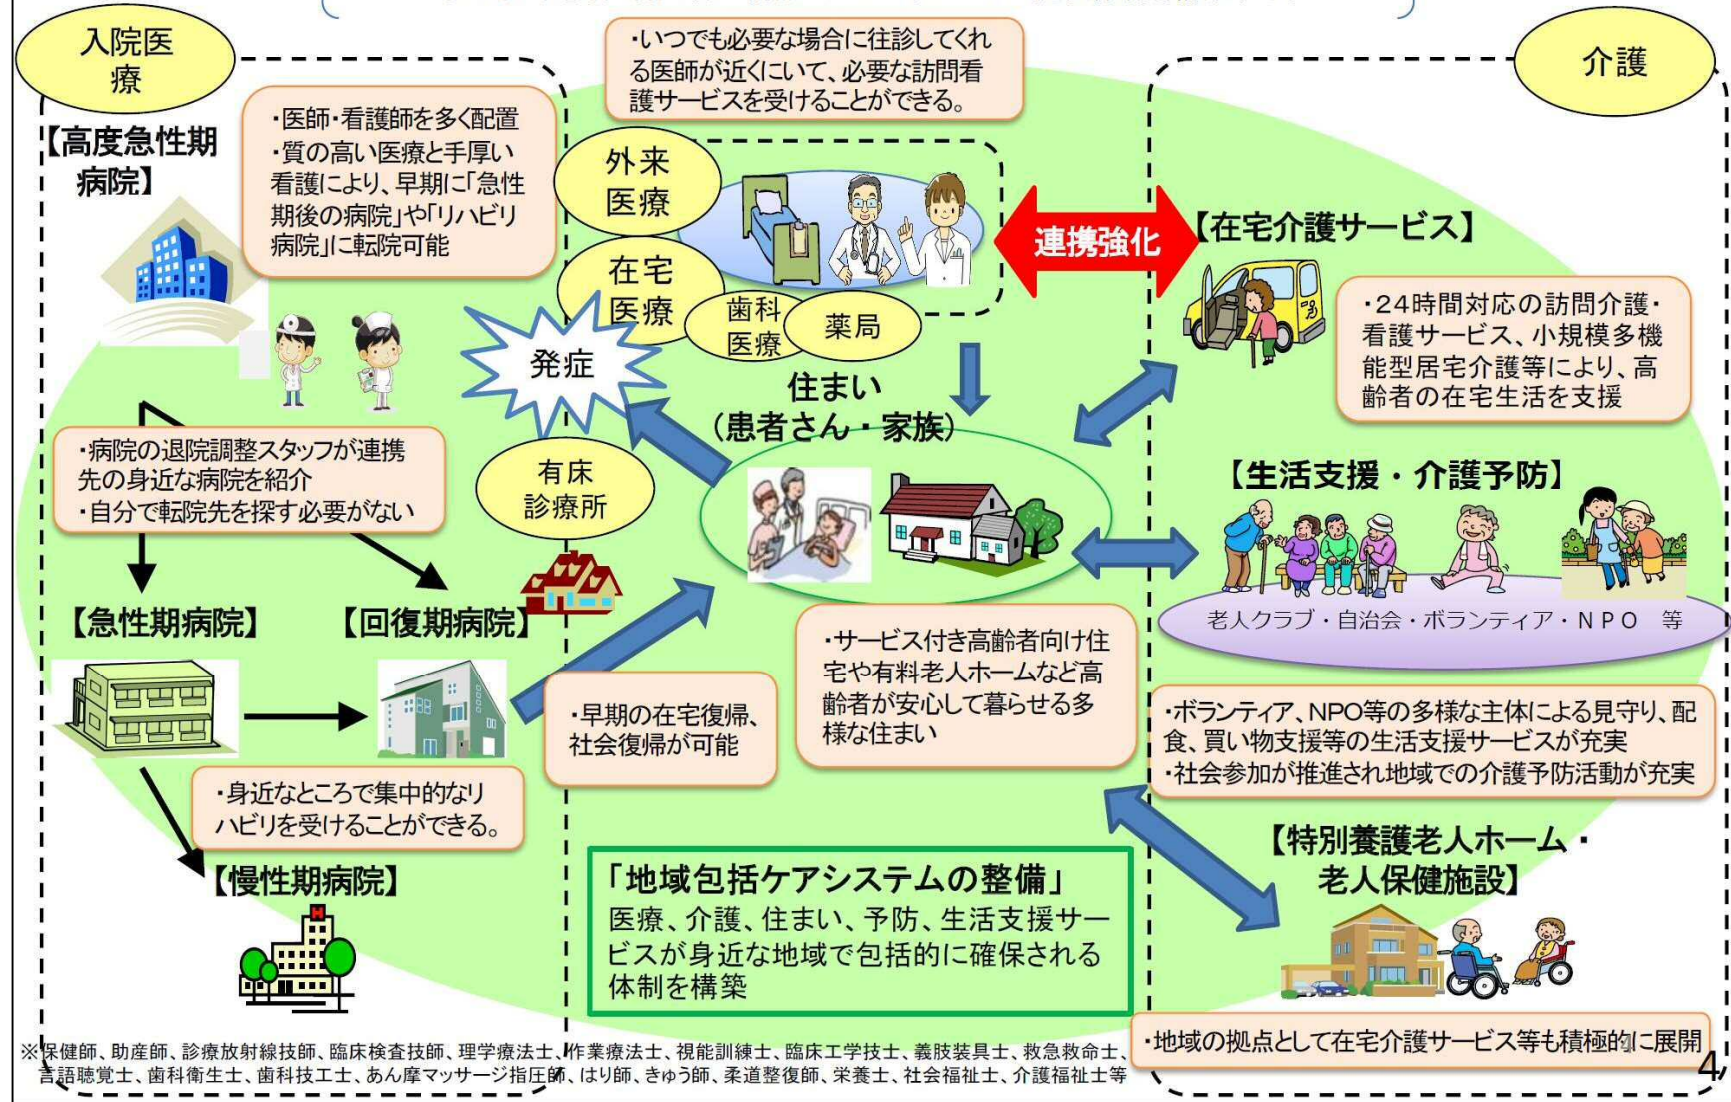 入院医
療
介護
・いつでも必要な場合に往診してくれ
る医師が近くにいて、必要な訪問看
護サービスを受けることができる。
【高度急性期
病院】
・医師・看護師を多く配置
・質の高い医療と手厚い
看護により、早期に「急性
期後の病院」や「リハビリ
病院」に転院可能
外来
医療
在宅
医療
歯科
医療
薬局
連携強化
【在宅介護サービス】
・24時間対応の訪問介護・
看護サービス、小規模多機
能型居宅介護等により、高
齢者の在宅生活を支援
発症
住まい
(患者さん・家族)
・病院の退院調整スタッフが連携
先の身近な病院を紹介
・自分で転院先を探す必要がない
有床
診療所
【生活支援・介護予防】
老人クラブ・自治会・ボランティア・NPO 等
【急性期病院】
【回復期病院】
・早期の在宅復帰、
社会復帰が可能
・サービス付き高齢者向け住
宅や有料老人ホームなど高
齢者が安心して暮らせる多
様な住まい
・ボランティア、NPO等の多様な主体による見守り、配
食、買い物支援等の生活支援サービスが充実
・社会参加が推進され地域での介護予防活動が充実
・身近なところで集中的なリ
ハビリを受けることができる。
【慢性期病院】
H
「地域包括ケアシステムの整備」
医療、介護、住まい、予防、生活支援サー
ビスが身近な地域で包括的に確保される
体制を構築
【特別養護老人ホーム・
老人保健施設】
・地域の拠点として在宅介護サービス等も積極的に展開
※保健師、助産師、診療放射線技師、臨床検査技師、理学療法士、作業療法士、視能訓練士、臨床工学技士、義肢装具士、救急救命士、
言語聴覚士、歯科衛生士、歯科技工士、あん摩マッサージ指圧師、はり師、きゅう師、柔道整復師、栄養士、社会福祉士、介護福祉士等
4
4